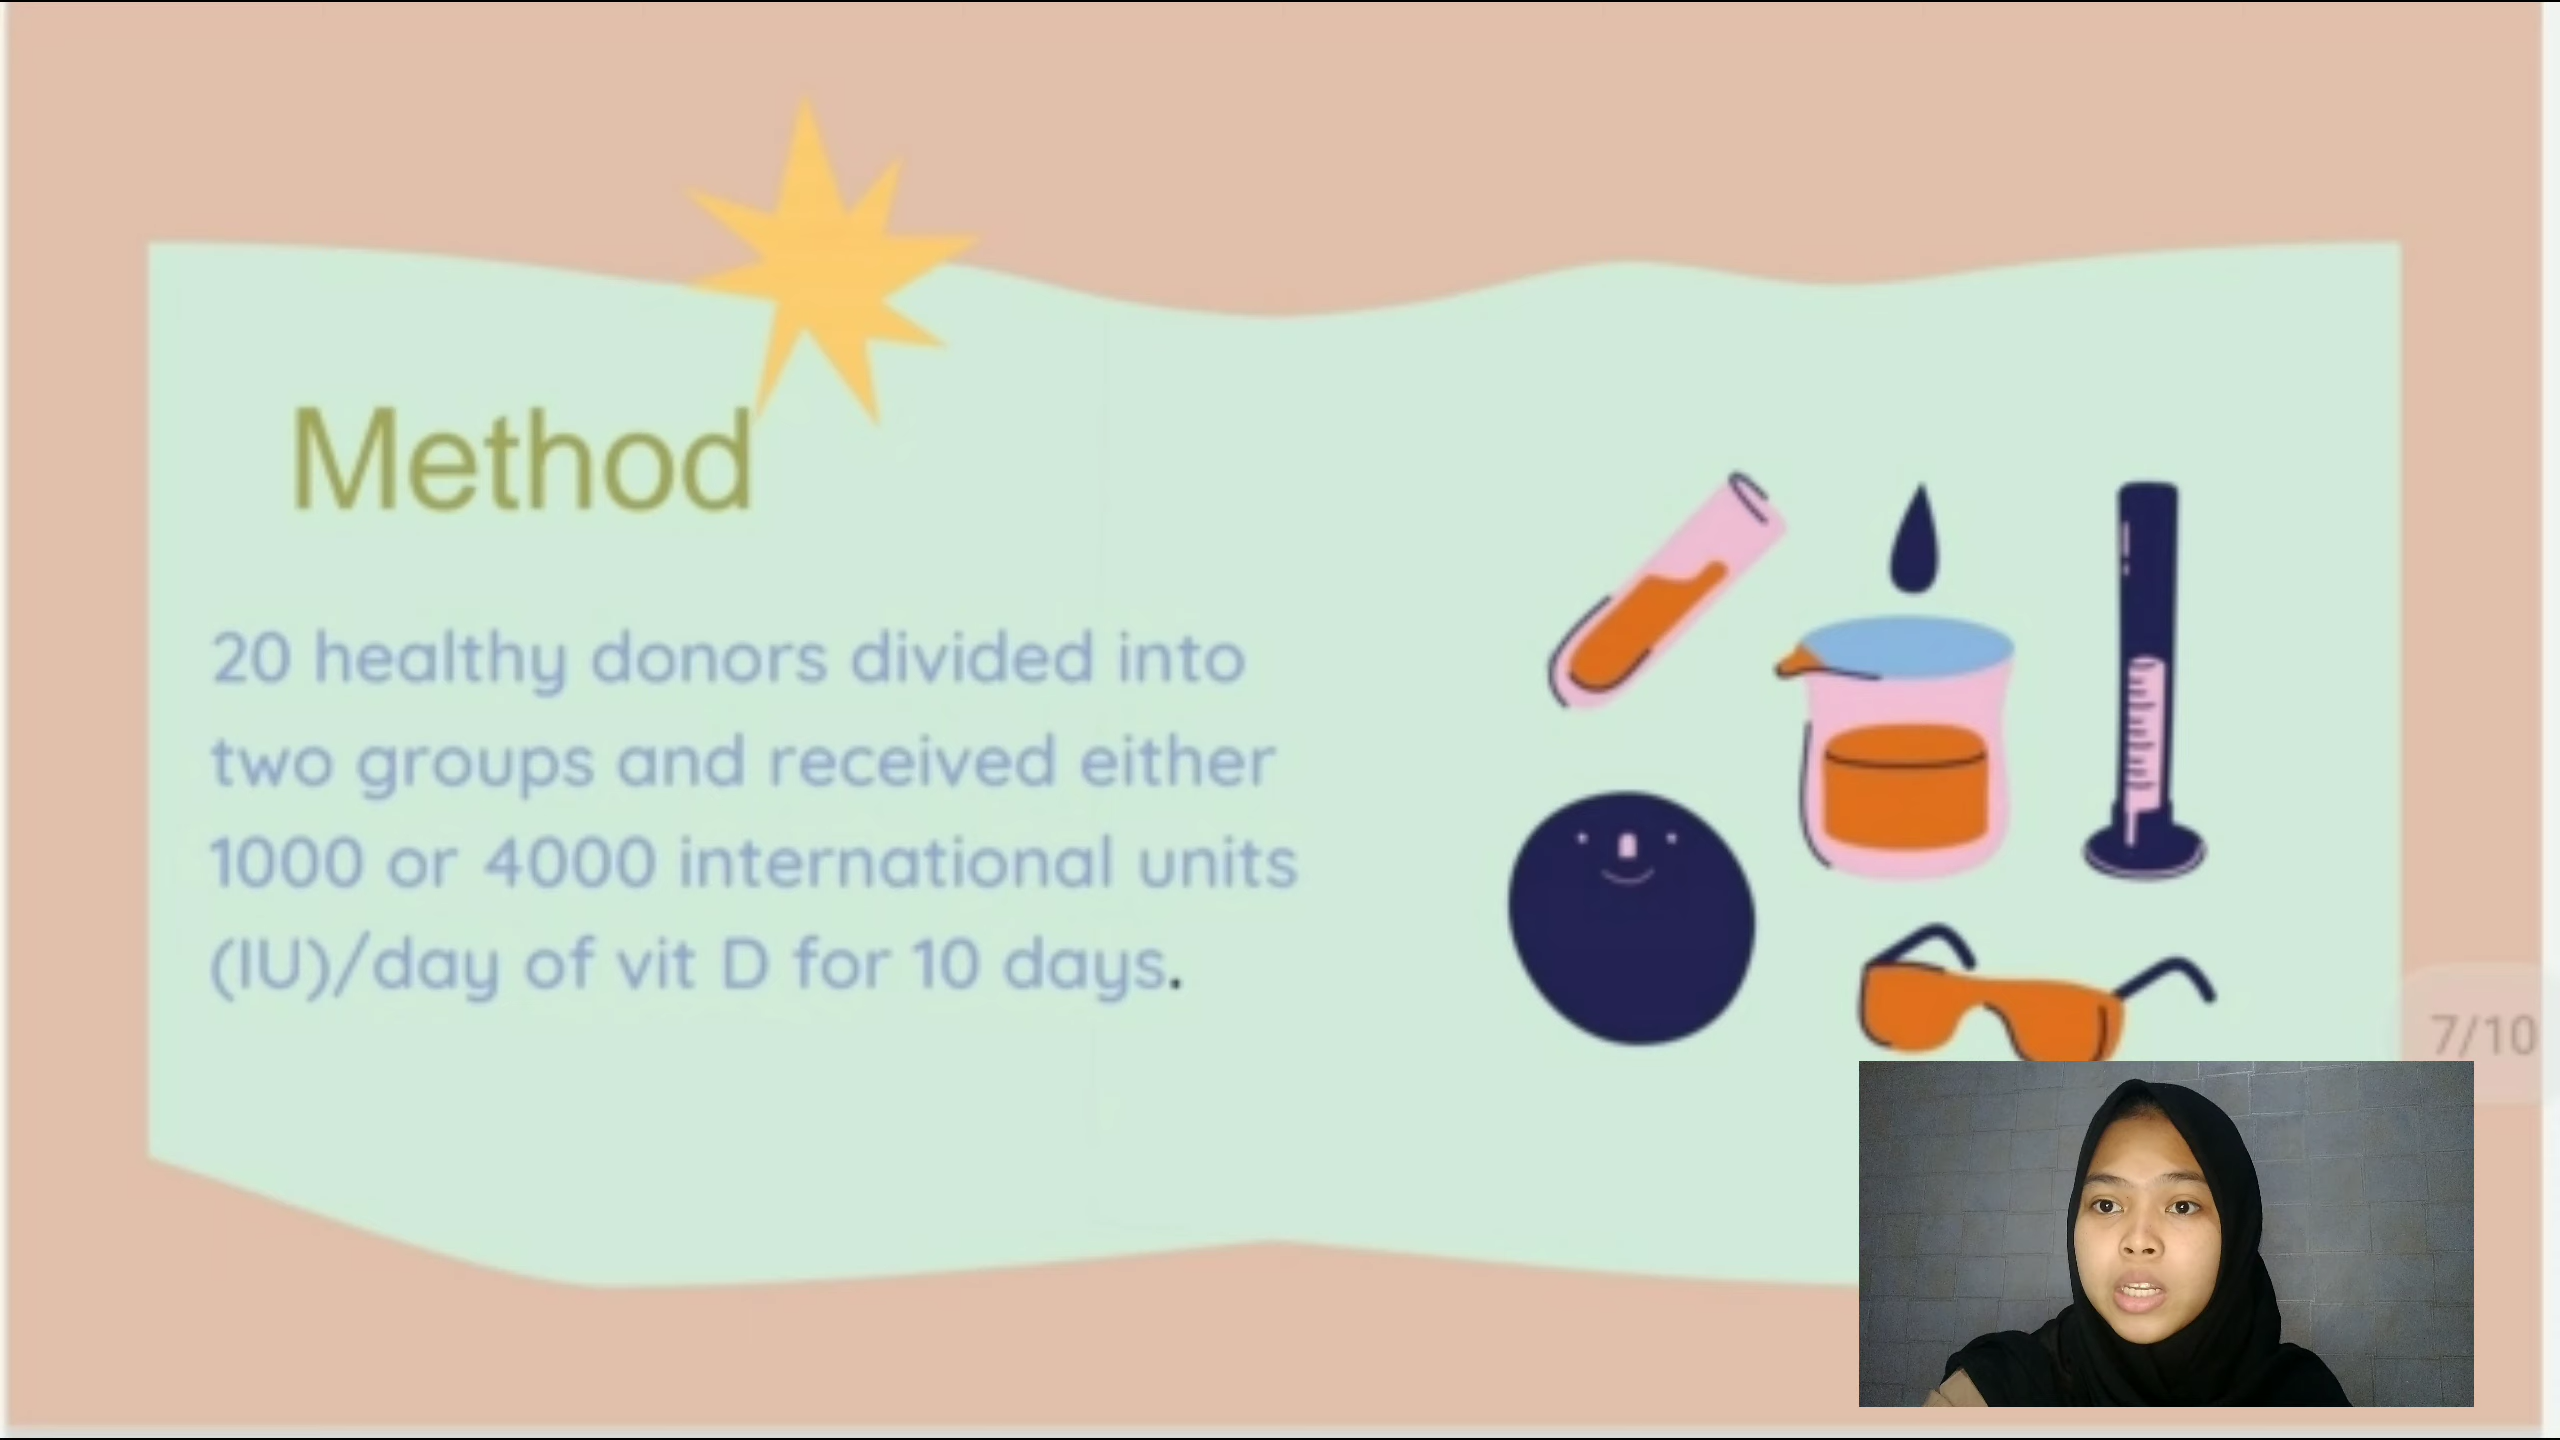 Method
20 healthy donors divided into
two groups and received either
1000 or 4000 international units
(IU)/day of vit D for 10 days.
7/10